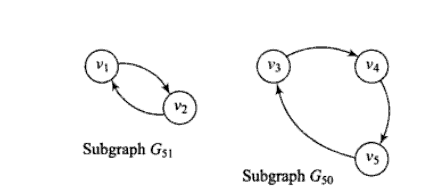 v₁
v₂
Subgraph G₅₁
v₃
v₄
v₅
Subgraph G₅₀